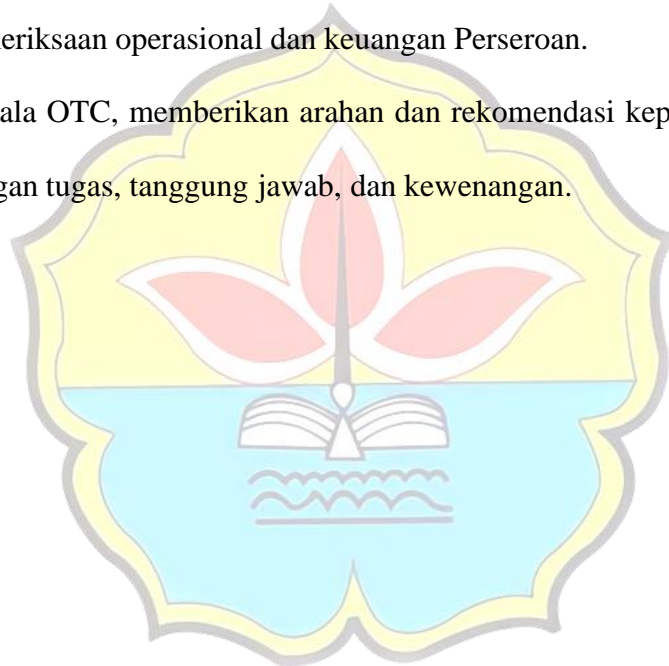 eriksaan operasional dan keuangan Perseroan.
ala OTC, memberikan arahan dan rekomendasi kep
gan tugas, tanggung jawab, dan kewenangan.